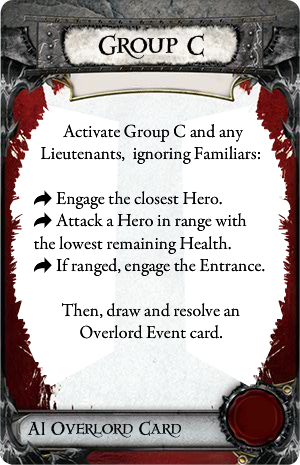 Group C
Activate Group C and any
Lieutenants, ignoring Familiars:
Engage the closest Hero.
Attack a Hero in range with
the lowest remaining Health.
If ranged, engage the Entrance.
Then, draw and resolve an
Overlord Event card.
AI Overlord Card